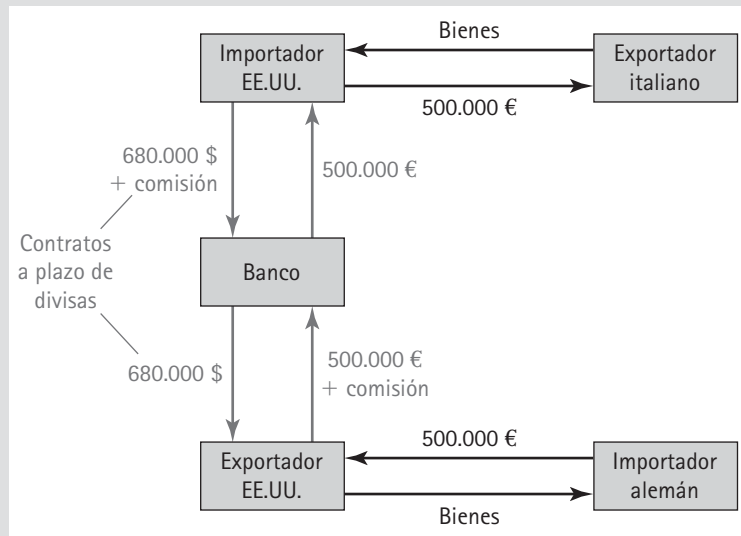 Bienes
Importador
EE.UU.
Exportador
italiano
500.000 €
680.000 $
+ comisión
500.000 €
Contratos
a plazo de
divisas
Banco
680.000 $
500.000 €
+ comisión
500.000 €
Exportador
EE.UU.
Importador
alemán
Bienes